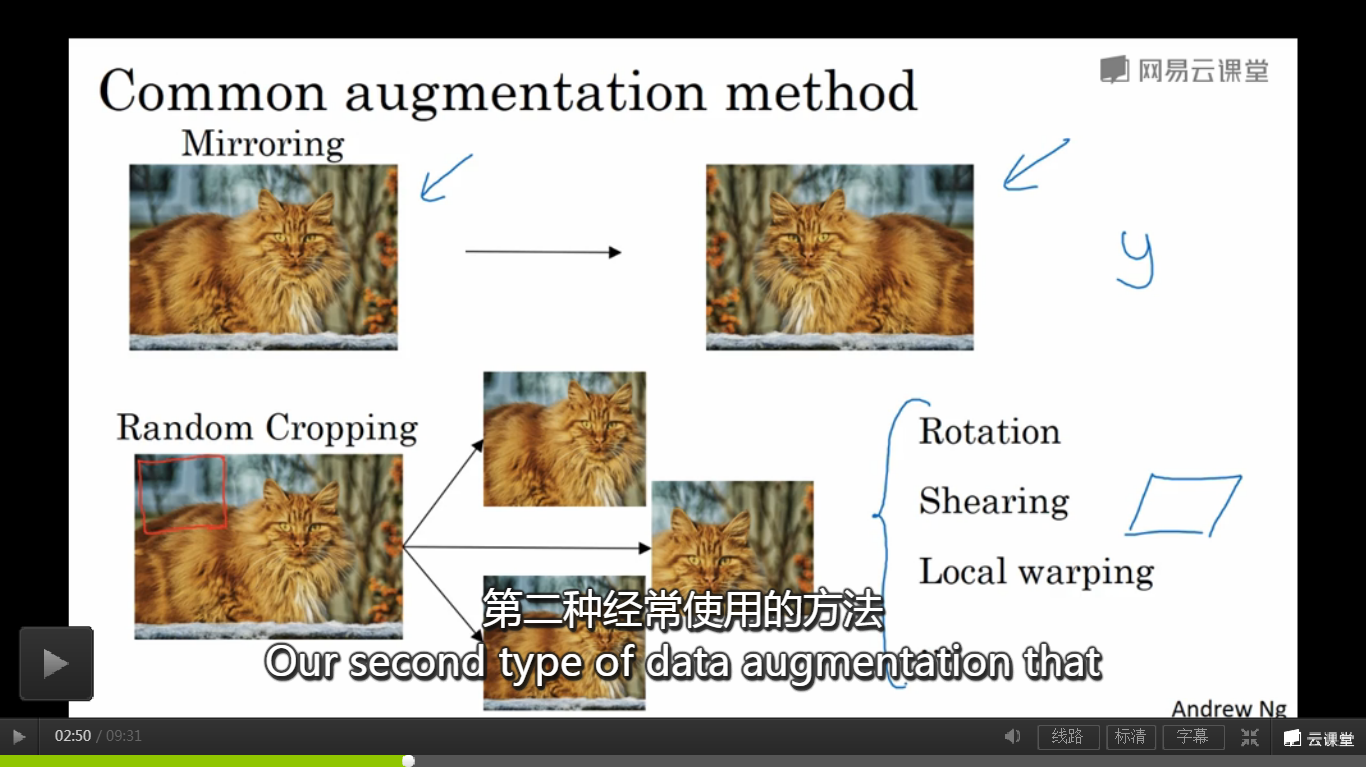 Common augmentation method
网易云课堂
Mirroring
y
Random Cropping
Rotation
Shearing
Local warping
第二种经常使用的方法
Our second type of data augmentation that
Andrew Ng
02:50 / 09:31
线路
标清
字幕
云课堂